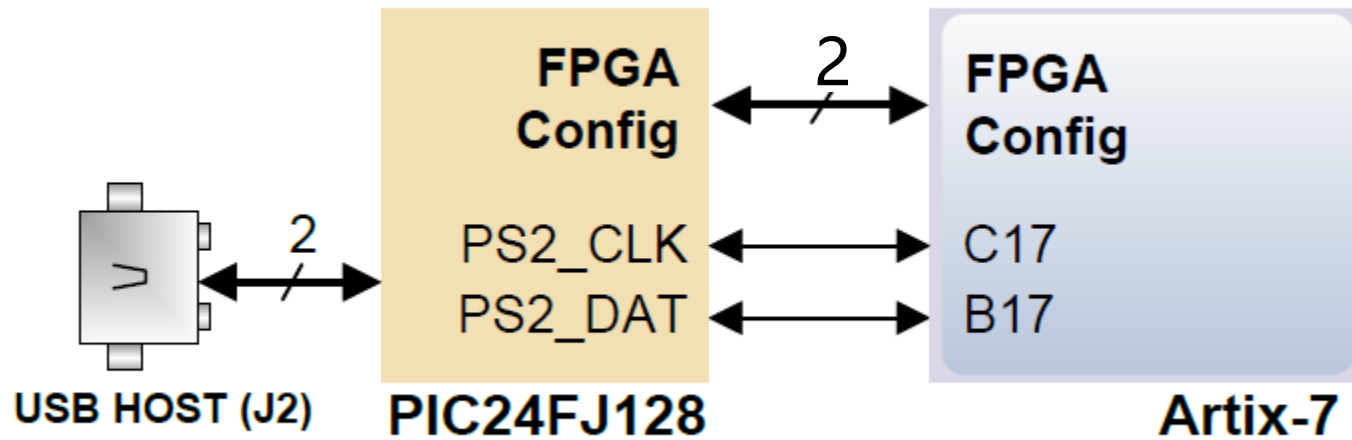 FPGA
Config
2
FPGA
Config
2
PS2_CLK
C17
PS2_DAT
B17
USB HOST (J2)
PIC24FJ128
Artix-7